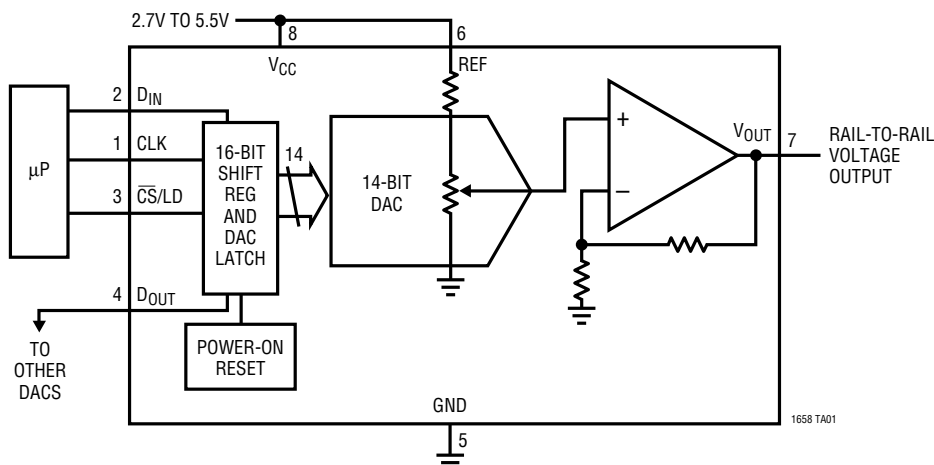 2.7V TO 5.5V
8
6
VCC
REF
μP
2
DIN
1
CLK
3
C̅S̅/LD
4
DOUT
16-BIT
SHIFT
REG
AND
DAC
LATCH
14
14-BIT
DAC
+
−
VOUT
7
RAIL-TO-RAIL
VOLTAGE
OUTPUT
TO
OTHER
DACS
POWER-ON
RESET
GND
5
1658 TA01